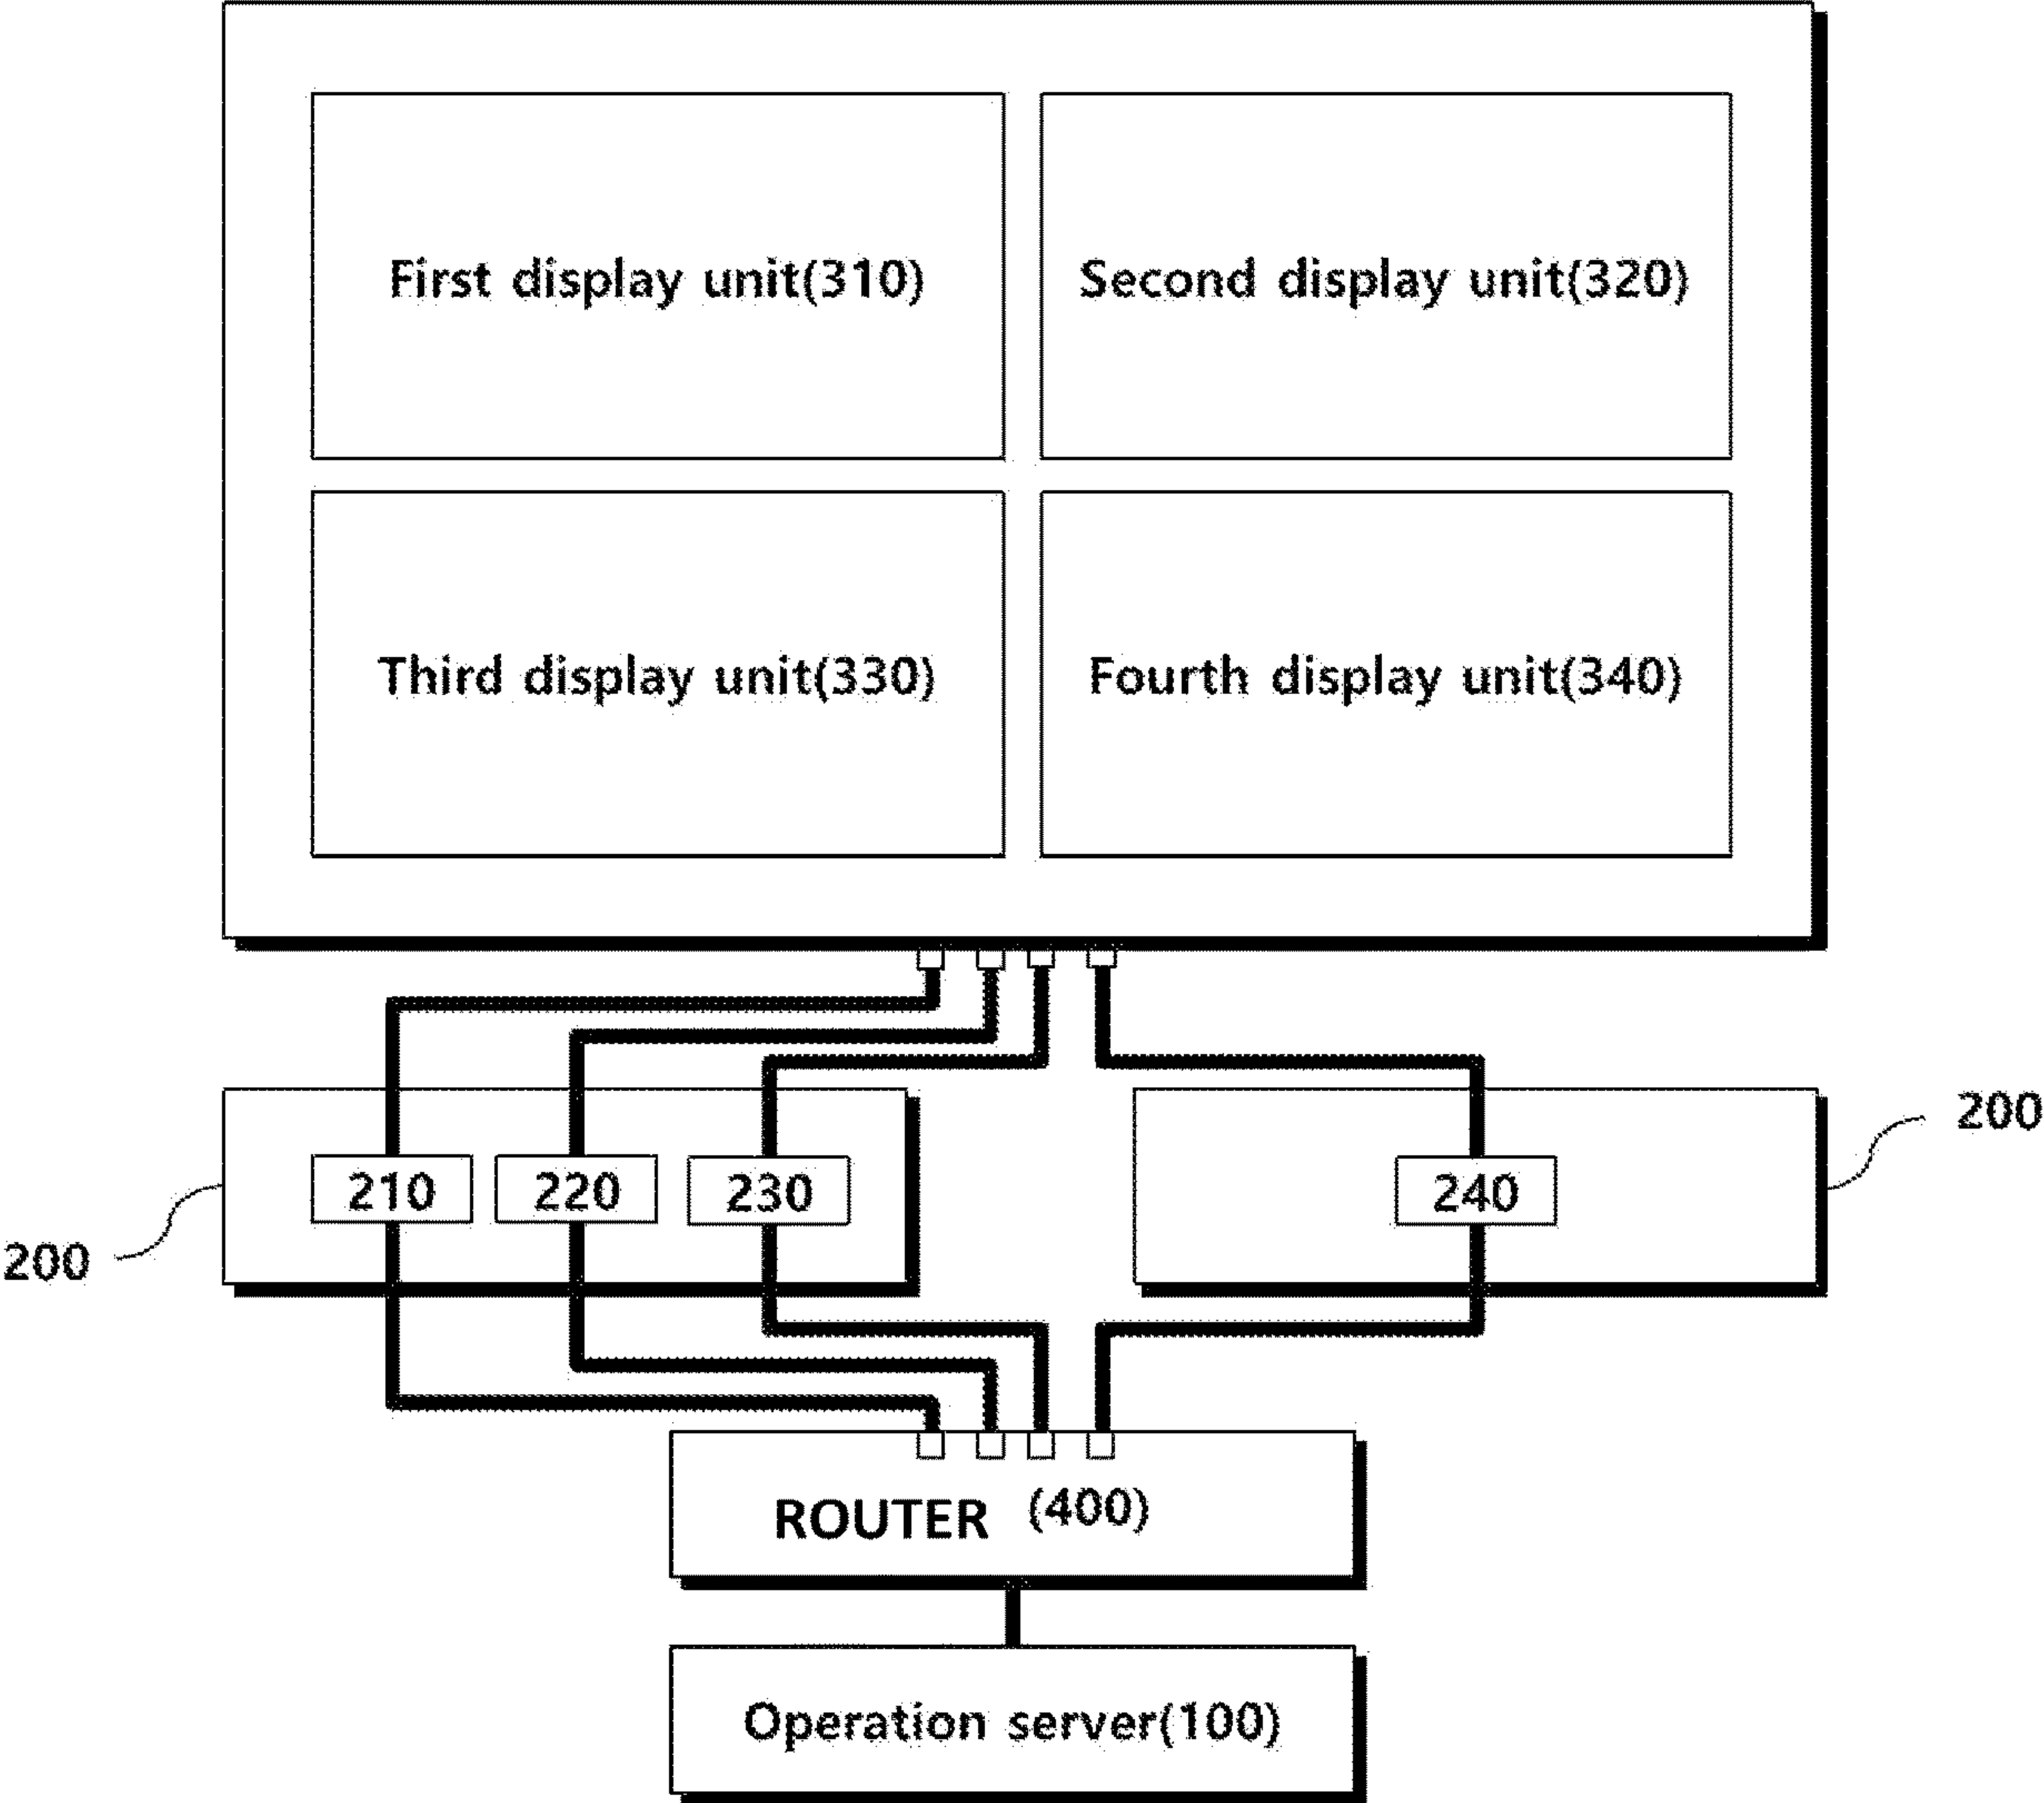 First display unit(310)
Second display unit(320)
Third display unit(330)
Fourth display unit(340)
200
210
220
230
240
200
ROUTER (400)
Operation server(100)